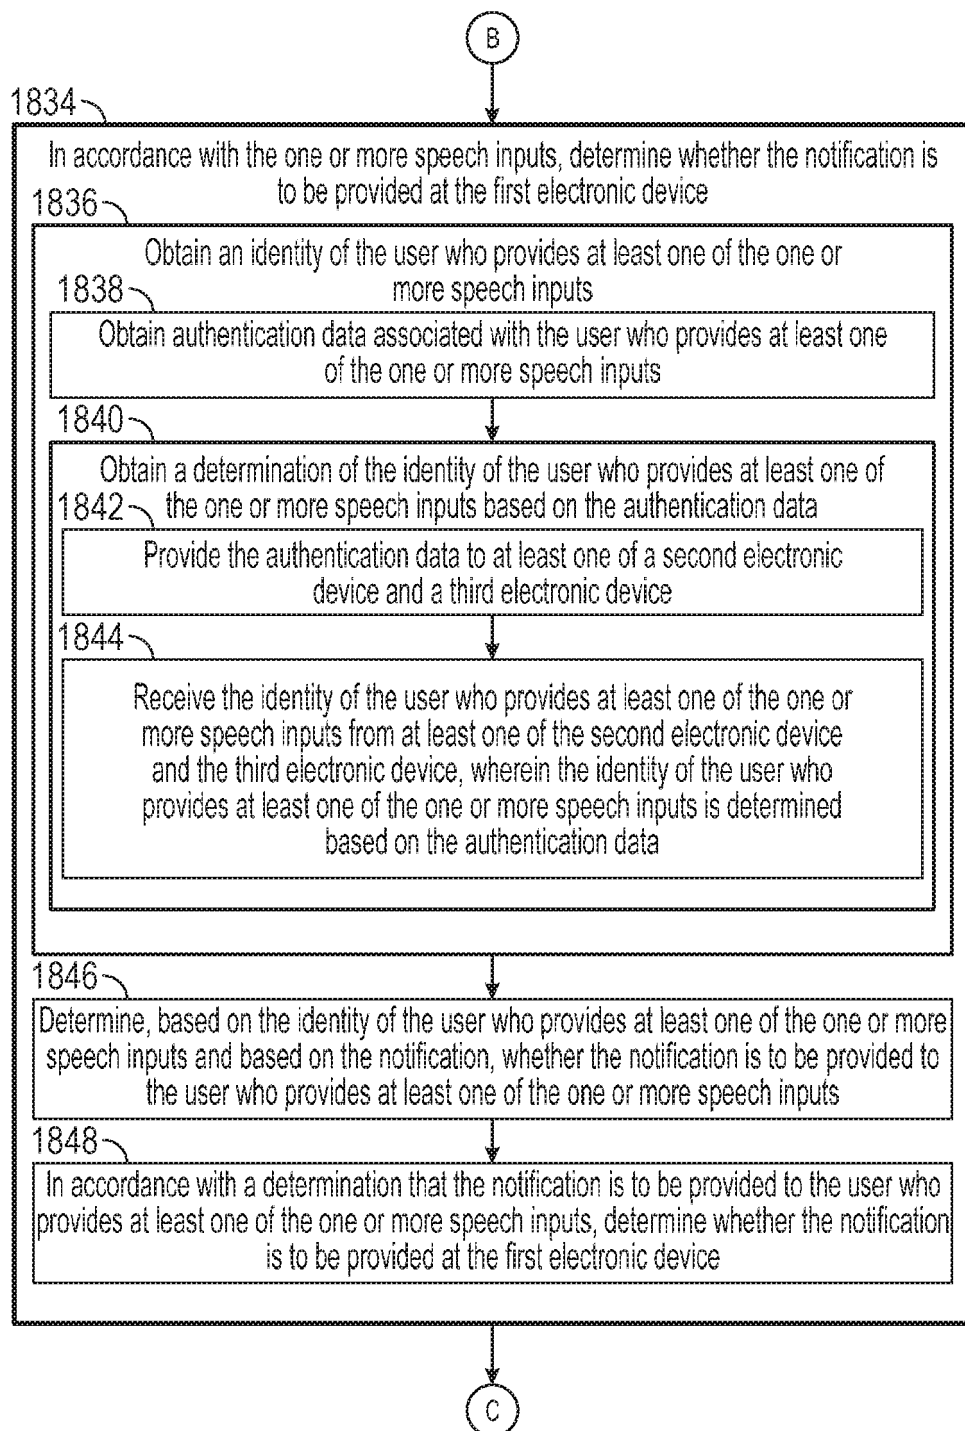 B
1834
In accordance with the one or more speech inputs, determine whether the notification is
to be provided at the first electronic device
1836
Obtain an identity of the user who provides at least one of the one or
more speech inputs
1838
Obtain authentication data associated with the user who provides at least one
of the one or more speech inputs
1840
Obtain a determination of the identity of the user who provides at least one of
the one or more speech inputs based on the authentication data
1842
Provide the authentication data to at least one of a second electronic
device and a third electronic device
1844
Receive the identity of the user who provides at least one of the one or
more speech inputs from at least one of the second electronic device
and the third electronic device, wherein the identity of the user who
provides at least one of the one or more speech inputs is determined
based on the authentication data
1846
Determine, based on the identity of the user who provides at least one of the one or more
speech inputs and based on the notification, whether the notification is to be provided to
the user who provides at least one of the one or more speech inputs
1848
In accordance with a determination that the notification is to be provided to the user who
provides at least one of the one or more speech inputs, determine whether the notification
is to be provided at the first electronic device
C